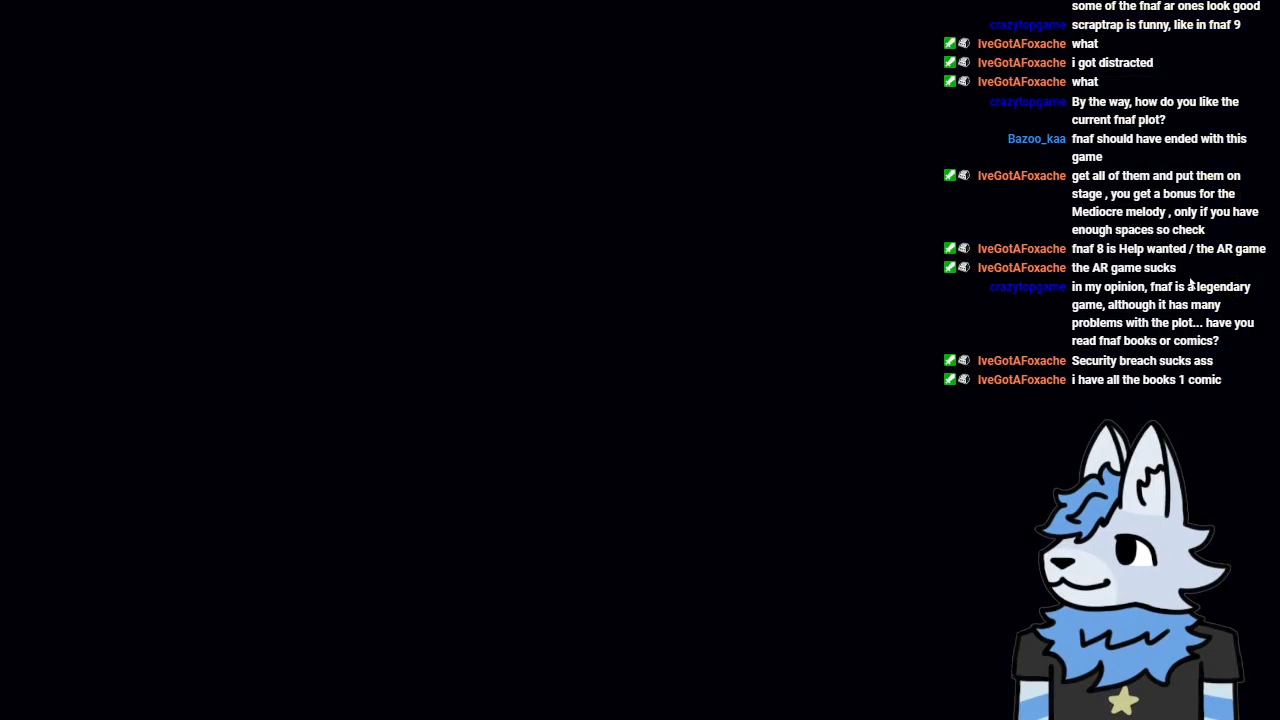 some of the fnaf ar ones look good
crazytopgame scraptrap is funny, like in fnaf 9
IveGotAFoxache what
IveGotAFoxache i got distracted
IveGotAFoxache what
crazytopgame By the way, how do you like the
current fnaf plot?
Bazoo_kaa fnaf should have ended with this
game
IveGotAFoxache get all of them and put them on
stage , you get a bonus for the
Mediocre melody , only if you have
enough spaces so check
IveGotAFoxache fnaf 8 is Help wanted / the AR game
IveGotAFoxache the AR game sucks
crazytopgame in my opinion, fnaf is a legendary
game, although it has many
problems with the plot... have you
read fnaf books or comics?
IveGotAFoxache Security breach sucks ass
IveGotAFoxache i have all the books 1 comic